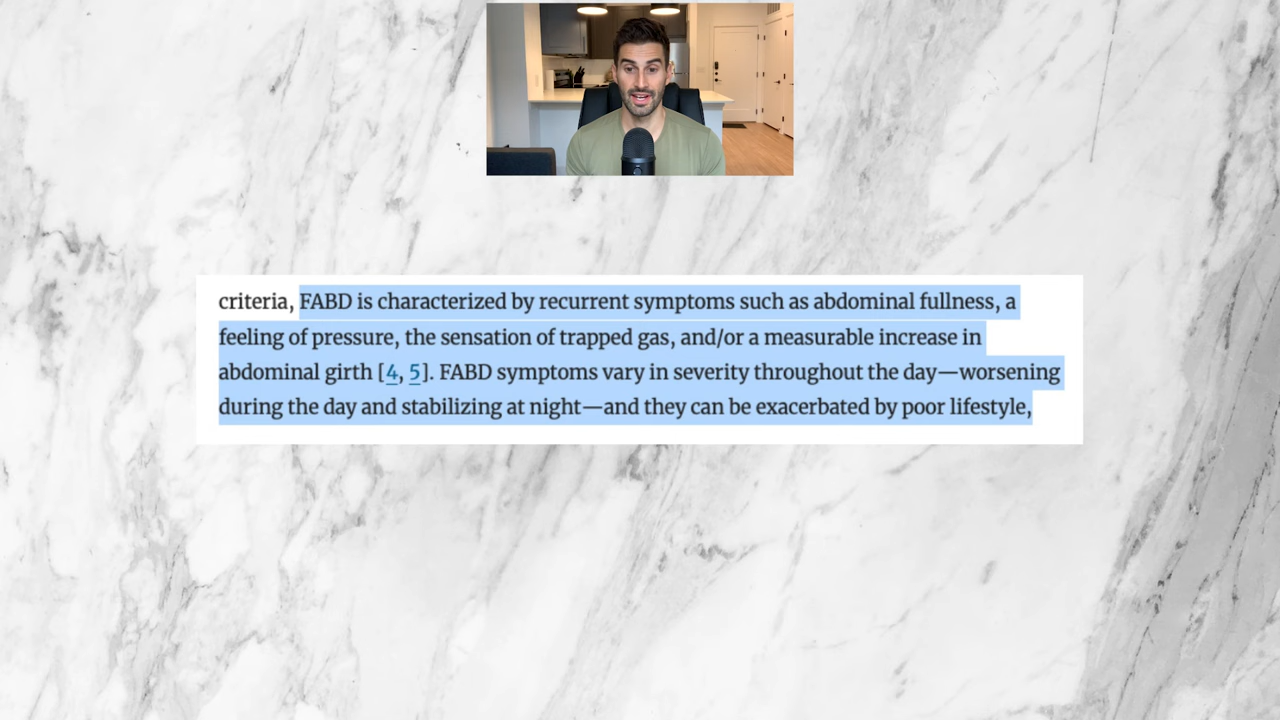 criteria, FABD is characterized by recurrent symptoms such as abdominal fullness, a
feeling of pressure, the sensation of trapped gas, and/or a measurable increase in
abdominal girth [4, 5]. FABD symptoms vary in severity throughout the day—worsening
during the day and stabilizing at night—and they can be exacerbated by poor lifestyle,